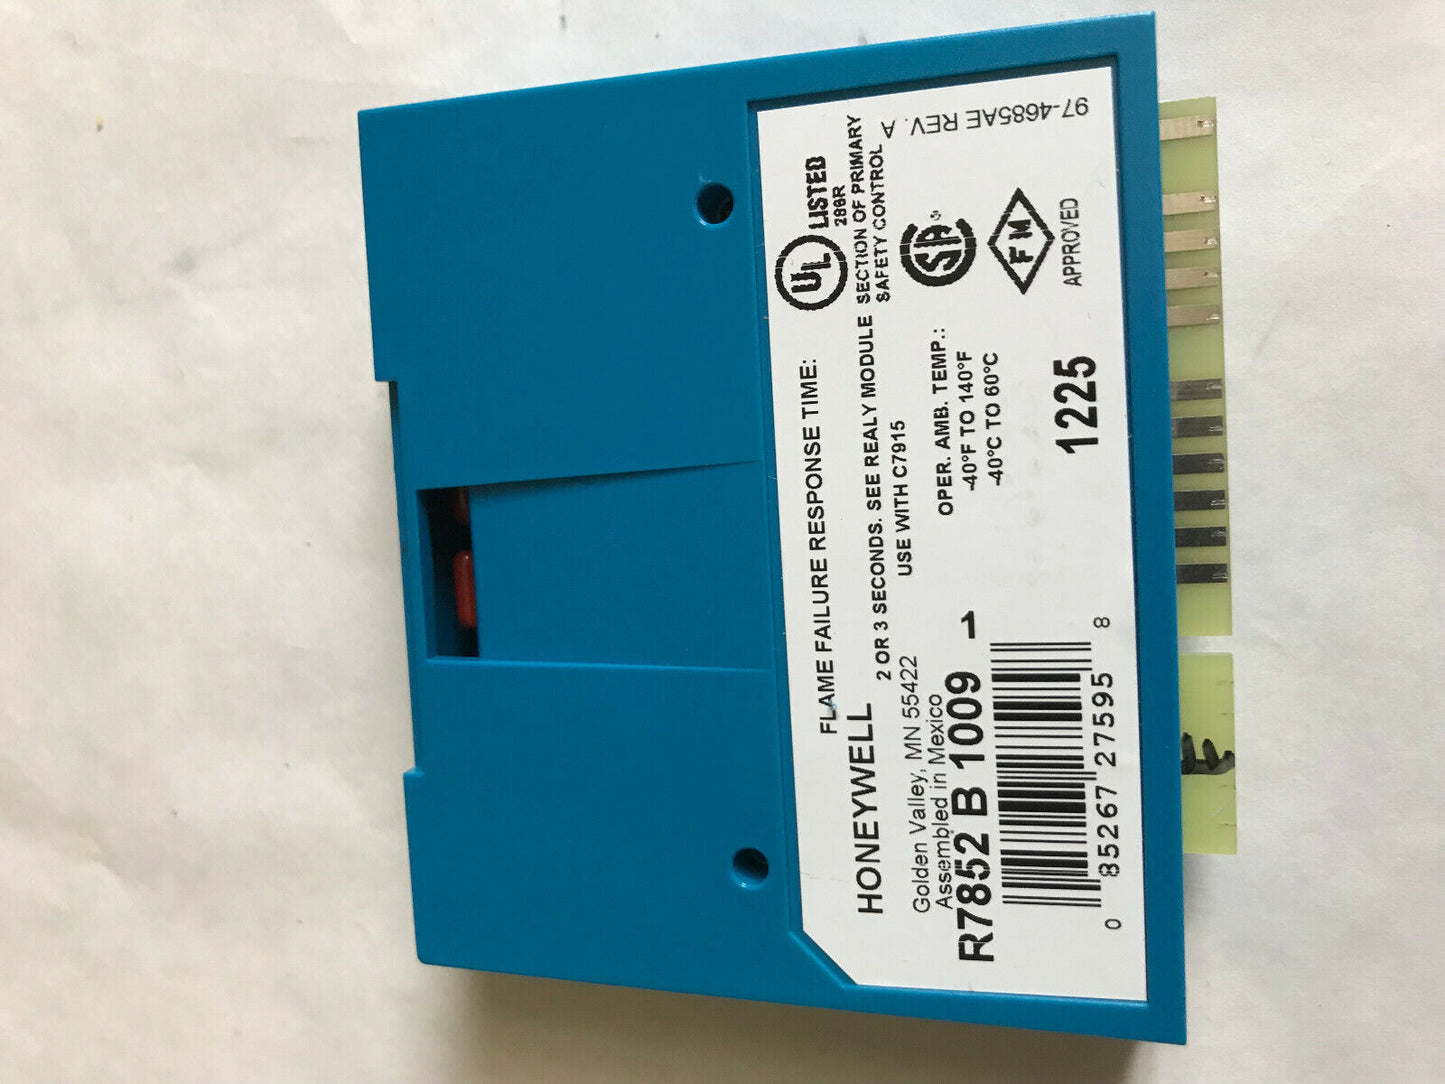 FLAME FAILURE RESPONSE TIME:
HONEYWELL
2 OR 3 SECONDS. SEE REALY MODULE
USE WITH C7915
Golden Valley, MN 55422
Assembled in Mexico
R7852 B 1009 1
OPER. AMB. TEMP.:
-40°F TO 140°F
-40°C TO 60°C
1225
0 85267 27595 8
UL LISTED
286R
SECTION OF PRIMARY
SAFETY CONTROL
SA
FM
APPROVED
97-4685AE REV. A